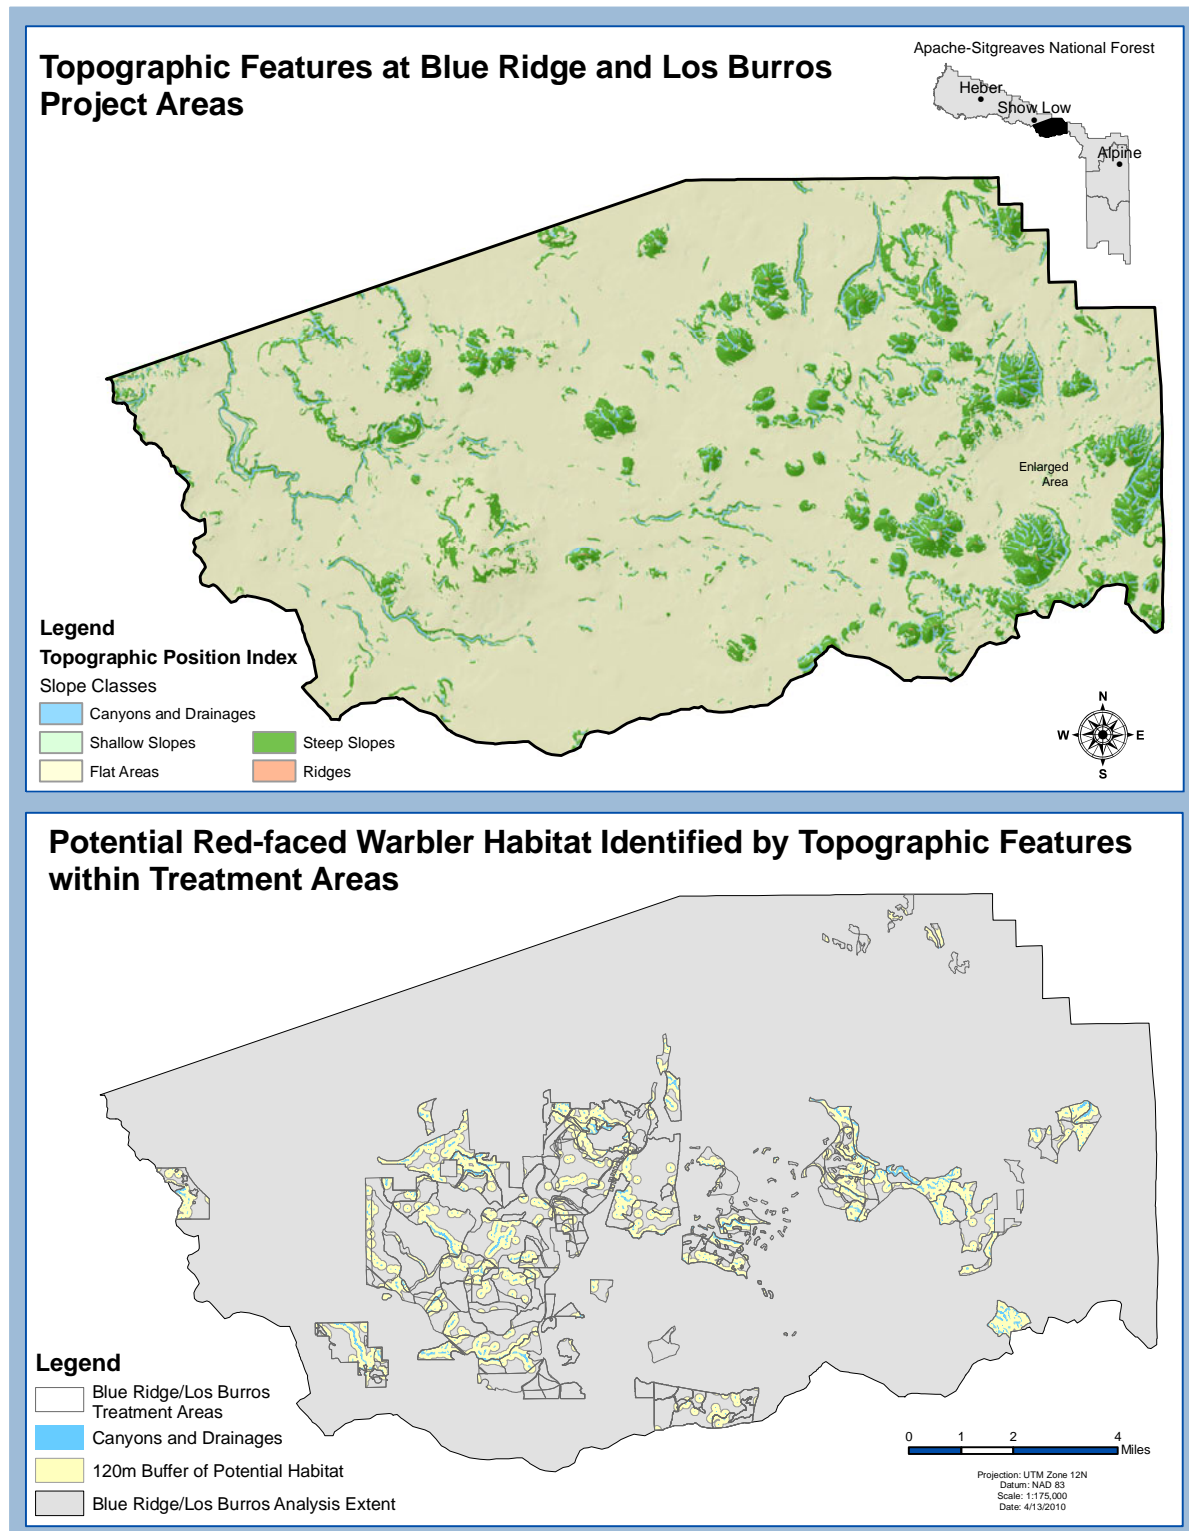 Apache-Sitgreaves National Forest
Topographic Features at Blue Ridge and Los Burros
Project Areas
Heber
Show Low
Alpine
Enlarged
Area
Legend
Topographic Position Index
Slope Classes
Canyons and Drainages
Shallow Slopes
Steep Slopes
Flat Areas
Ridges
N
W
E
S
Potential Red-faced Warbler Habitat Identified by Topographic Features
within Treatment Areas
Legend
Blue Ridge/Los Burros
Treatment Areas
Canyons and Drainages
120m Buffer of Potential Habitat
Blue Ridge/Los Burros Analysis Extent
0 1 2 4
Miles
Projection: UTM Zone 12N
Datum: NAD 83
Scale: 1:175,000
Date: 4/13/2010